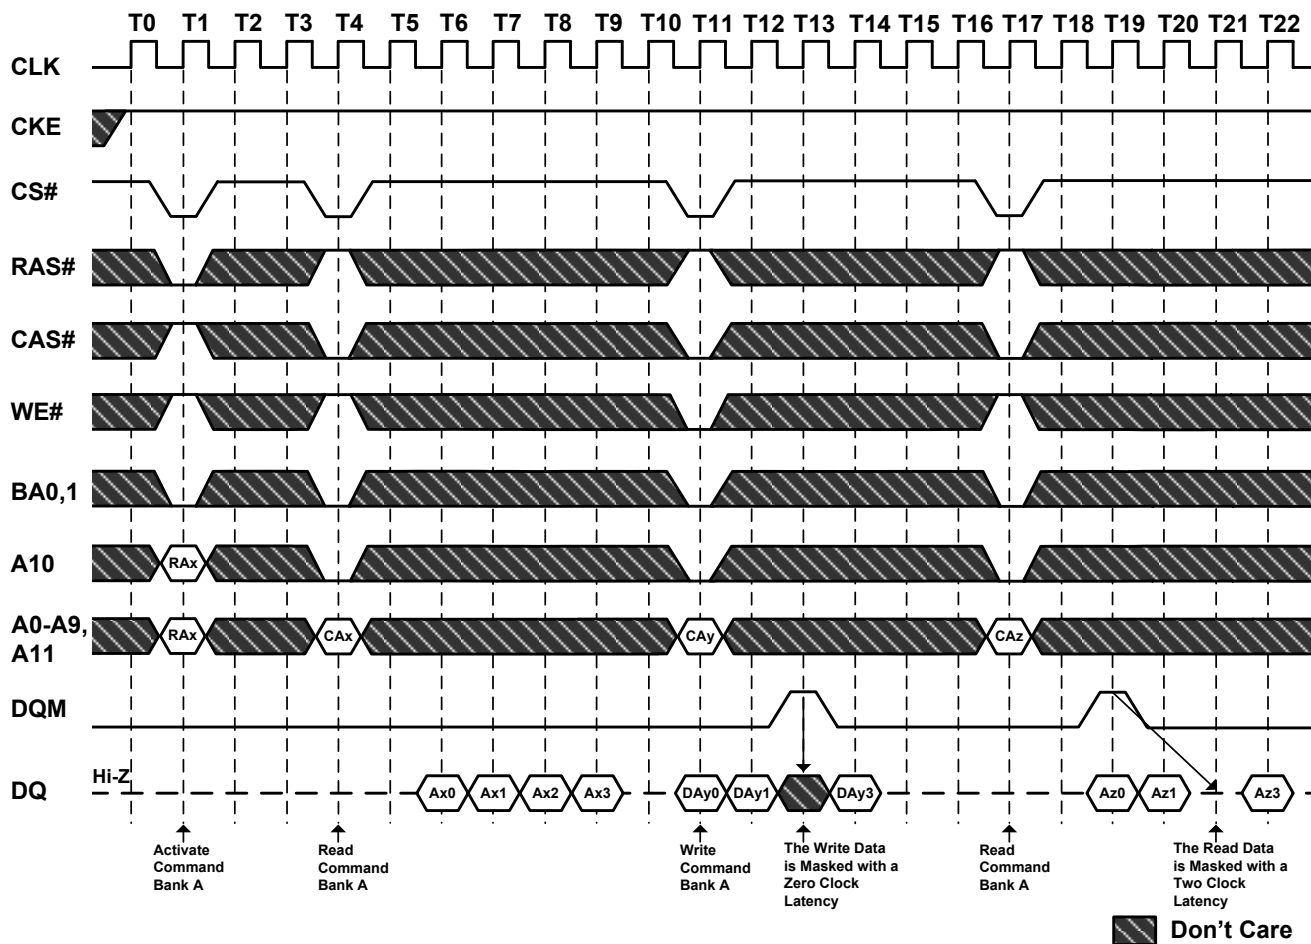 T0 T1 T2 T3 T4 T5 T6 T7 T8 T9 T10 T11 T12 T13 T14 T15 T16 T17 T18 T19 T20 T21 T22
CLK
CKE
CS#
RAS#
CAS#
WE#
BA0,1
A10 RAx
A0-A9,
A11
RAx CAx CAy CAz
DQM
Hi-Z
DQ Ax0 Ax1 Ax2 Ax3 DAy0 DAy1 DAy3 Az0 Az1 Az3
Activate
Command
Bank A
Read
Command
Bank A
Write
Command
Bank A
The Write Data
is Masked with a
Zero Clock
Latency
Read
Command
Bank A
The Read Data
is Masked with a
Two Clock
Latency
Don't Care